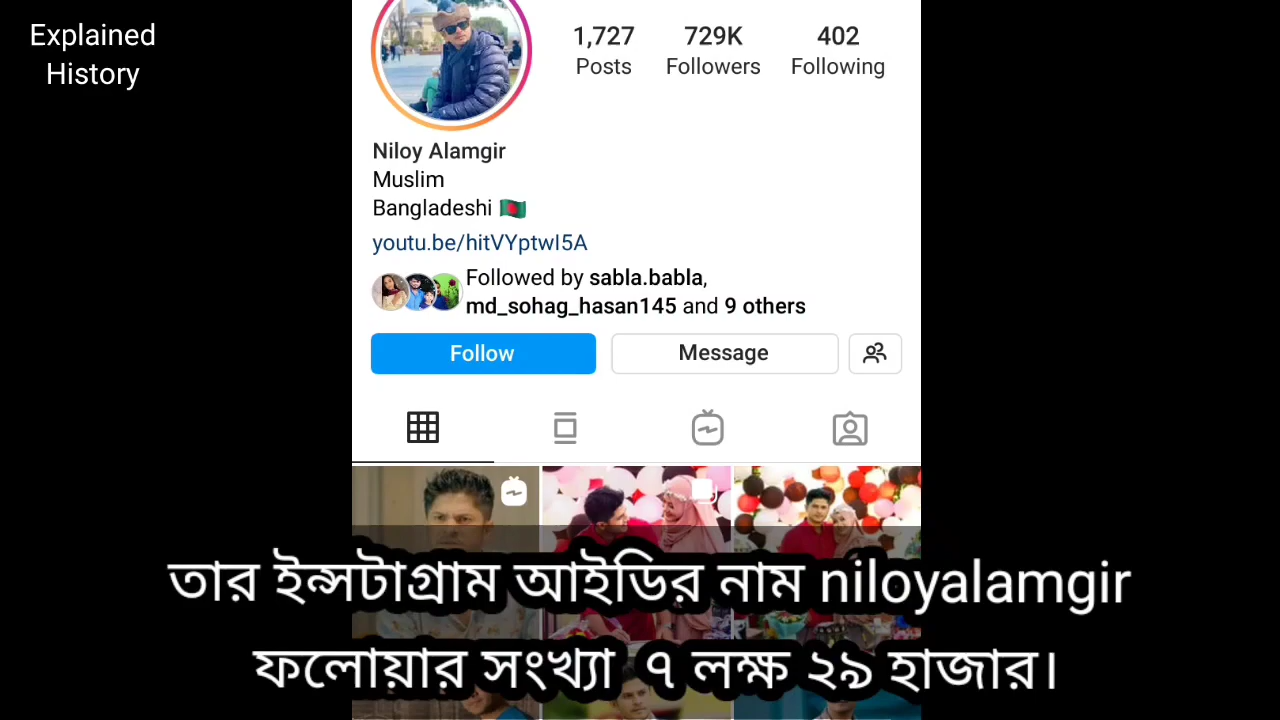 Explained
History
1,727 729K 402
Posts Followers Following
Niloy Alamgir
Muslim
Bangladeshi 🇧🇩
youtu.be/hitVYptwI5A
Followed by sabla.babla,
md_sohag_hasan145 and 9 others
Follow Message
তার ইন্সটাগ্রাম আইডির নাম niloyalamgir
ফলোয়ার সংখ্যা ৭ লক্ষ ২৯ হাজার।